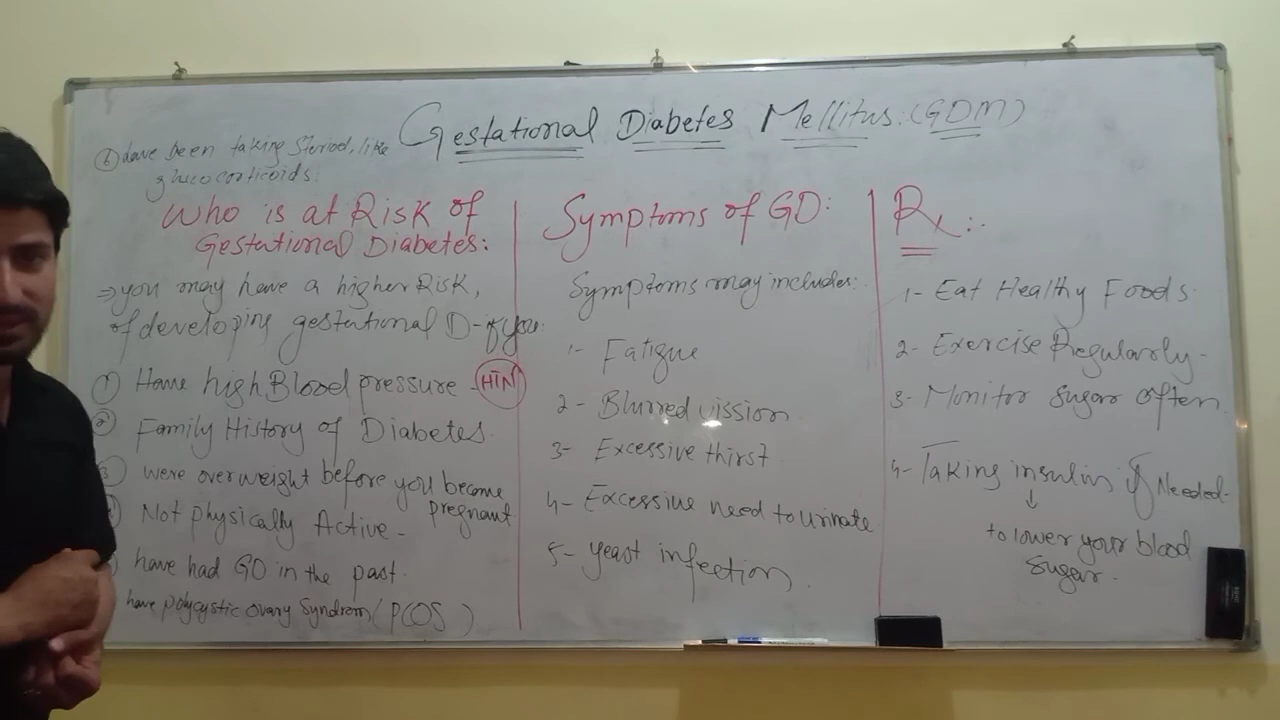 Gestational Diabetes Mellitus:(GDM)
⑥ have been taking Steriod, like
glucocorticoids.
Who is at Risk of
Gestational Diabetes:
⇒ you may have a higher Risk,
of developing gestational D-if you:
① Have high Blood pressure - HTN
② Family History of Diabetes.
③ were overweight before you become
pregnant
Not physically Active -
have had GD in the past.
have polycystic ovary Syndrom (PCOS)
Symptoms of GD:
Symptoms may includes:
1- Fatigue
2- Blurred vission
3- Excessive thirst
4- Excessive need to urinate
5- yeast infection.
Rx:.
1- Eat Healthy Foods.
2- Exercise Regularly-
3- Monitor Sugar often.
4- Taking insulin if Needed-
↓
to lower your blood
sugar.